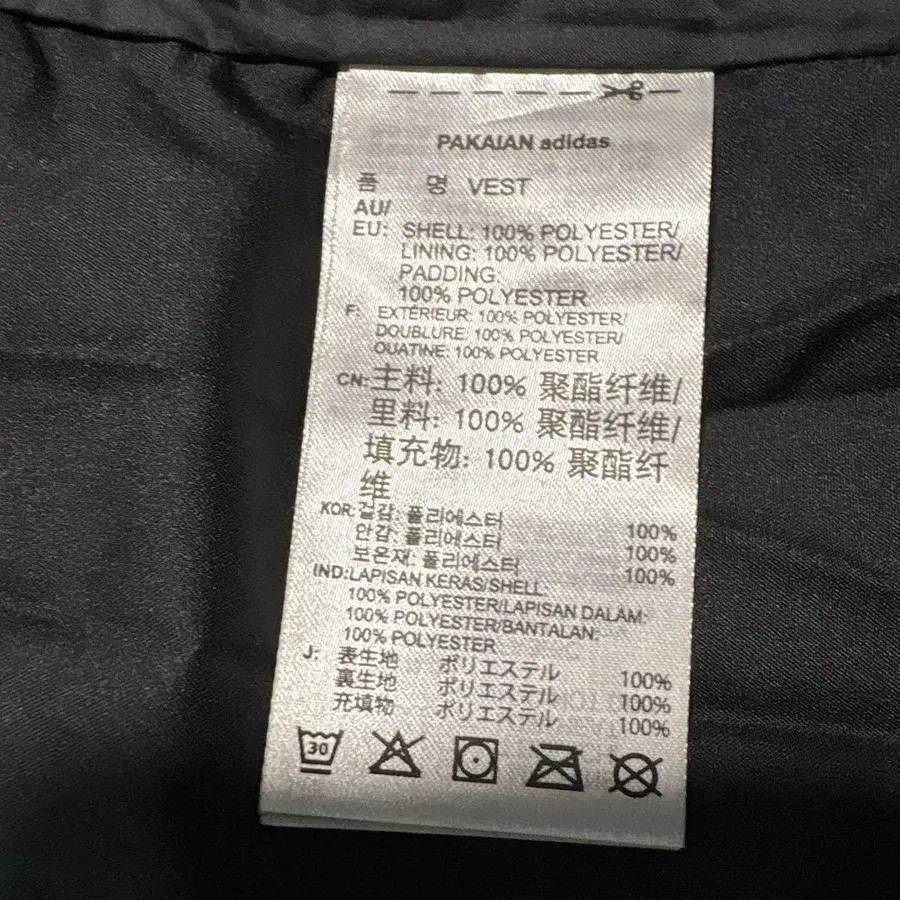 PAKAIAN adidas
품 명 VEST
AU/
EU: SHELL: 100% POLYESTER/
LINING: 100% POLYESTER/
PADDING:
100% POLYESTER
F: EXTÉRIEUR: 100% POLYESTER/
DOUBLURE: 100% POLYESTER/
OUATINE: 100% POLYESTER
CN: 主料: 100% 聚酯纤维/
里料: 100% 聚酯纤维/
填充物: 100% 聚酯纤
维
KOR: 겉감: 폴리에스터 100%
안감: 폴리에스터 100%
보온재: 폴리에스터 100%
IND: LAPISAN KERAS/SHELL:
100% POLYESTER/LAPISAN DALAM:
100% POLYESTER/BANTALAN:
100% POLYESTER
J: 表生地 ポリエステル 100%
裏生地 ポリエステル 100%
充填物 ポリエステル 100%
30